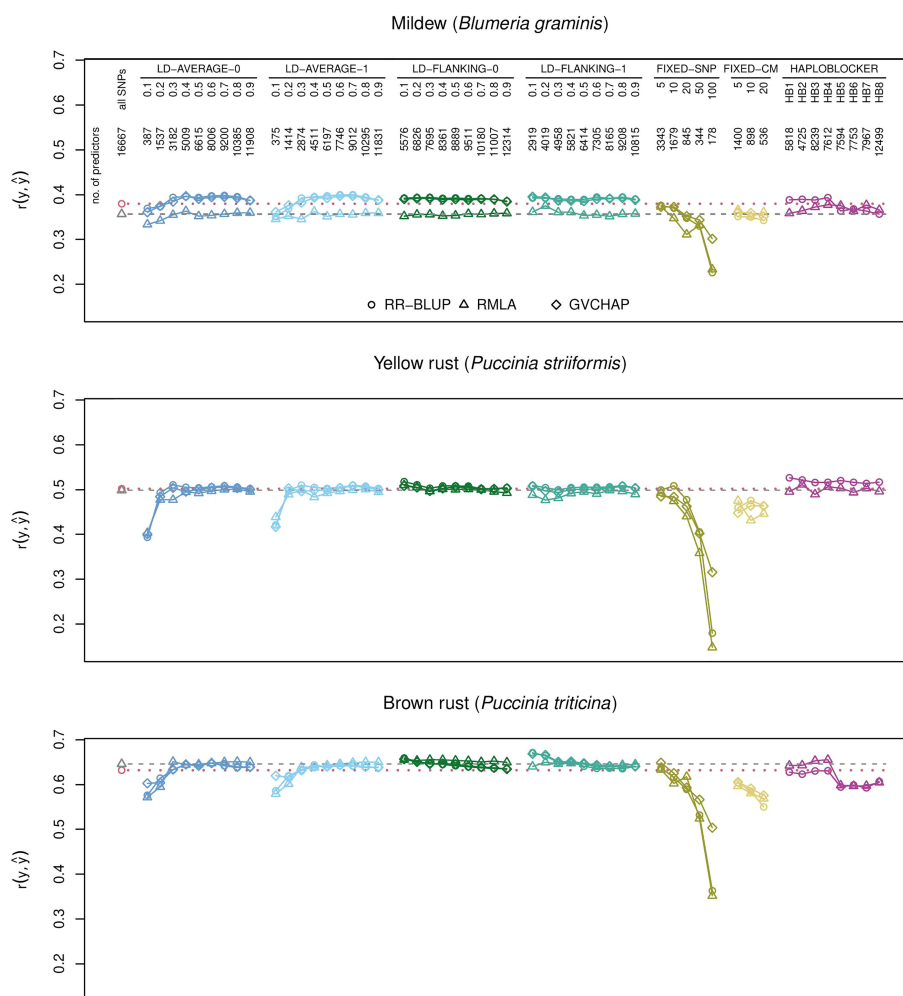 Mildew (Blumeria graminis)
r(y, ŷ)
0.7
0.6
0.5
0.4
0.3
0.2
no. of predictors
all SNPs
16667
LD−AVERAGE−0
0.1 0.2 0.3 0.4 0.5 0.6 0.7 0.8 0.9
387 1537 3182 5009 6615 8006 9200 10385 11908
LD−AVERAGE−1
0.1 0.2 0.3 0.4 0.5 0.6 0.7 0.8 0.9
375 1414 2874 4511 6197 7746 9012 10295 11831
LD−FLANKING−0
0.1 0.2 0.3 0.4 0.5 0.6 0.7 0.8 0.9
5576 6826 7695 8361 8889 9511 10180 11007 12314
LD−FLANKING−1
0.1 0.2 0.3 0.4 0.5 0.6 0.7 0.8 0.9
2919 4019 4958 5821 6414 7305 8165 9208 10815
FIXED−SNP
5 10 20 50 100
3343 1679 845 344 178
FIXED−CM
5 10 20
1400 898 536
HAPLOBLOCKER
HB1 HB2 HB3 HB4 HB5 HB6 HB7 HB8
5818 4725 8239 7612 7594 7753 7967 12499
RR−BLUP RMLA GVCHAP
Yellow rust (Puccinia striiformis)
r(y, ŷ)
0.7
0.6
0.5
0.4
0.3
0.2
Brown rust (Puccinia triticina)
r(y, ŷ)
0.7
0.6
0.5
0.4
0.3
0.2